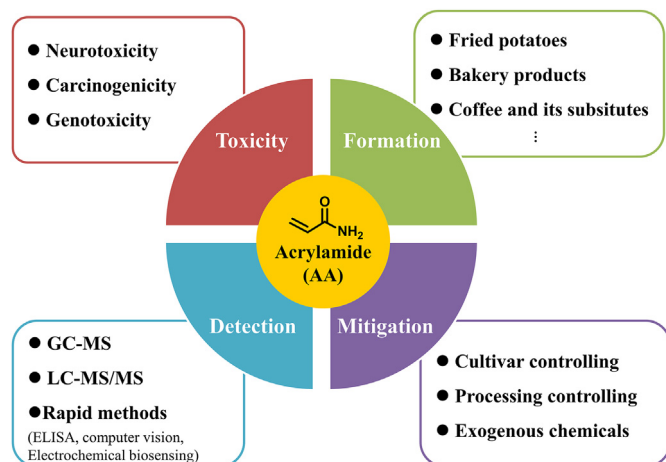 ● Neurotoxicity
● Carcinogenicity
● Genotoxicity
Toxicity
● Fried potatoes
● Bakery products
● Coffee and its subsitutes
⋮
Formation
O
NH₂
Acrylamide
(AA)
Detection
● GC-MS
● LC-MS/MS
●Rapid methods
(ELISA, computer vision,
Electrochemical biosensing)
Mitigation
● Cultivar controlling
● Processing controlling
● Exogenous chemicals